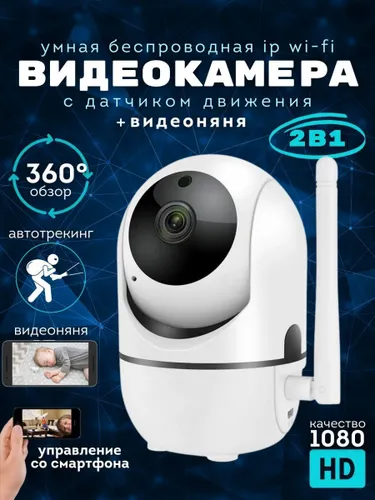 умная беспроводная ip wi-fi
ВИДЕОКАМЕРА
с датчиком движения
+видеоняня
2В1
360°
обзор
автотрекинг
видеоняня
управление
со смартфона
качество
1080
HD